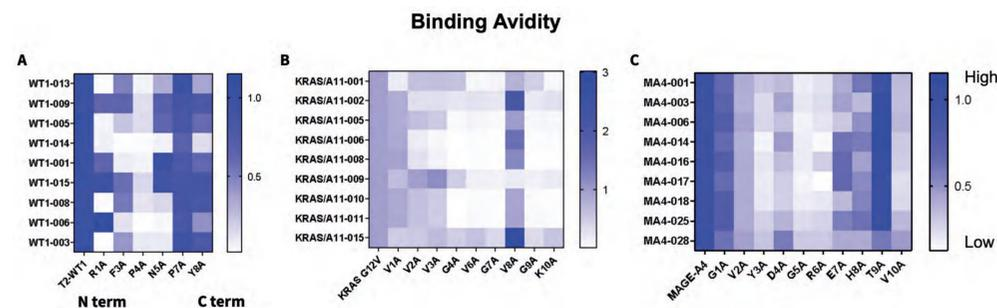 Binding Avidity
A
WT1-013
WT1-009
WT1-005
WT1-014
WT1-001
WT1-015
WT1-008
WT1-006
WT1-003
T2-WT1 R1A F3A P4A N5A P7A Y8A
N term C term
1.0
0.5
B
KRAS/A11-001
KRAS/A11-002
KRAS/A11-005
KRAS/A11-006
KRAS/A11-008
KRAS/A11-009
KRAS/A11-010
KRAS/A11-011
KRAS/A11-015
KRAS G12V V1A V2A V3A G4A V6A G7A V8A G9A K10A
3
2
1
C
MA4-001
MA4-003
MA4-006
MA4-014
MA4-016
MA4-017
MA4-018
MA4-025
MA4-028
MAGE-A4 G1A V2A Y3A D4A G5A R6A E7A H8A T9A V10A
High
1.0
0.5
Low